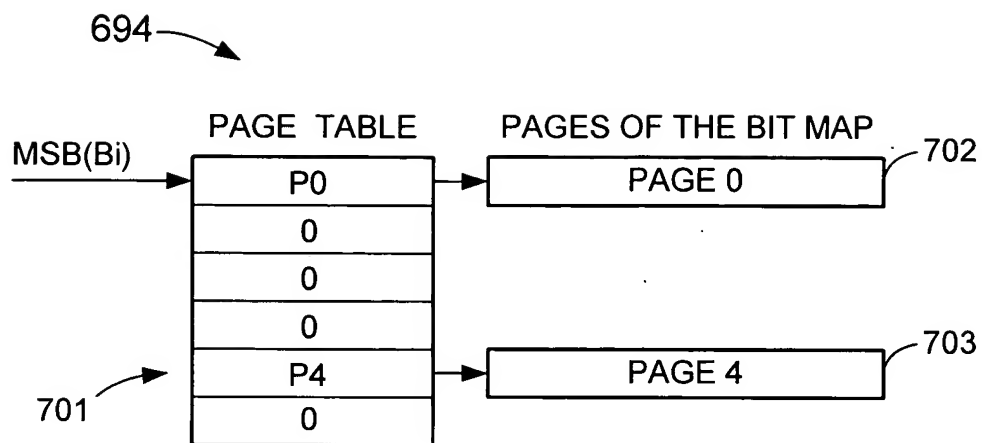 694
PAGE TABLE
PAGES OF THE BIT MAP
MSB(Bi)
P0
PAGE 0
702
0
0
0
P4
PAGE 4
703
701
0